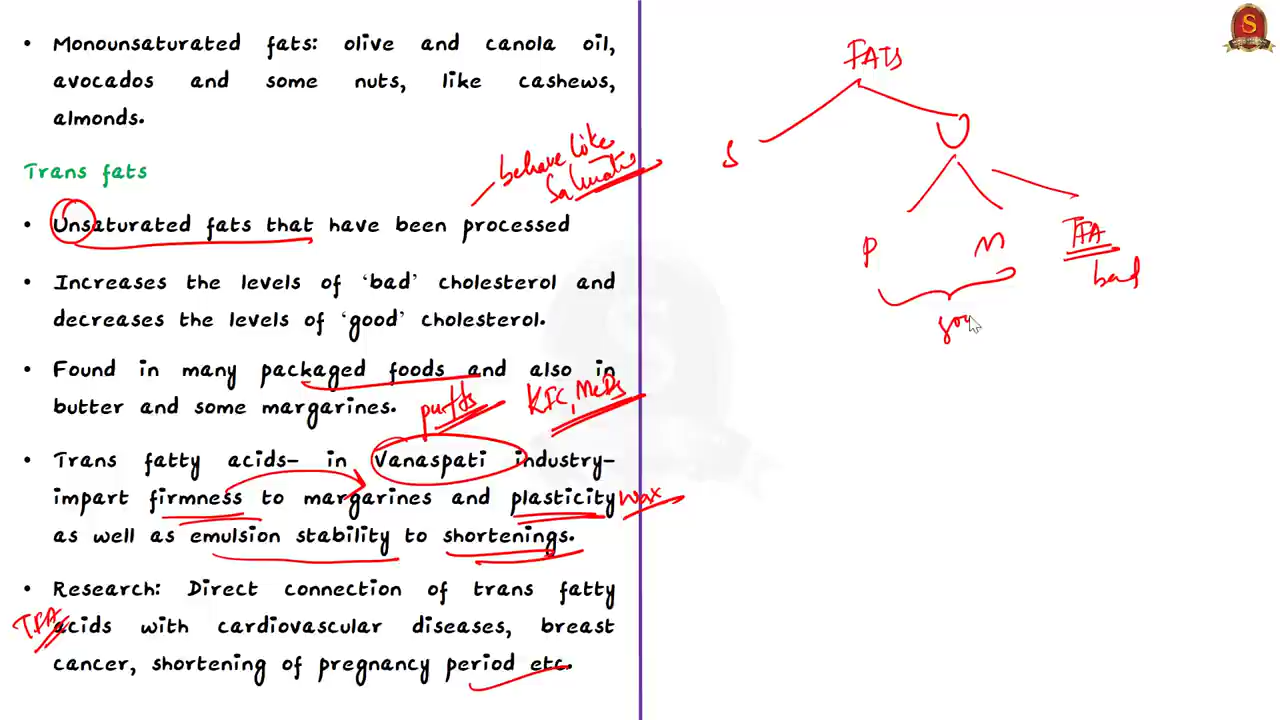 • Monounsaturated fats: olive and canola oil,
avocados and some nuts, like cashews,
almonds.
behave like
Trans fats
• Unsaturated fats that have been processed
• Increases the levels of ‘bad’ cholesterol and
decreases the levels of ‘good’ cholesterol.
• Found in many packaged foods and also in
butter and some margarines.
puffs
KFC, McDs
• Trans fatty acids- in Vanaspati industry-
impart firmness to margarines and plasticity
wax
as well as emulsion stability to shortenings.
• Research: Direct connection of trans fatty
TFA
acids with cardiovascular diseases, breast
cancer, shortening of pregnancy period etc.
FATS
S U
P M TFA
bad
S